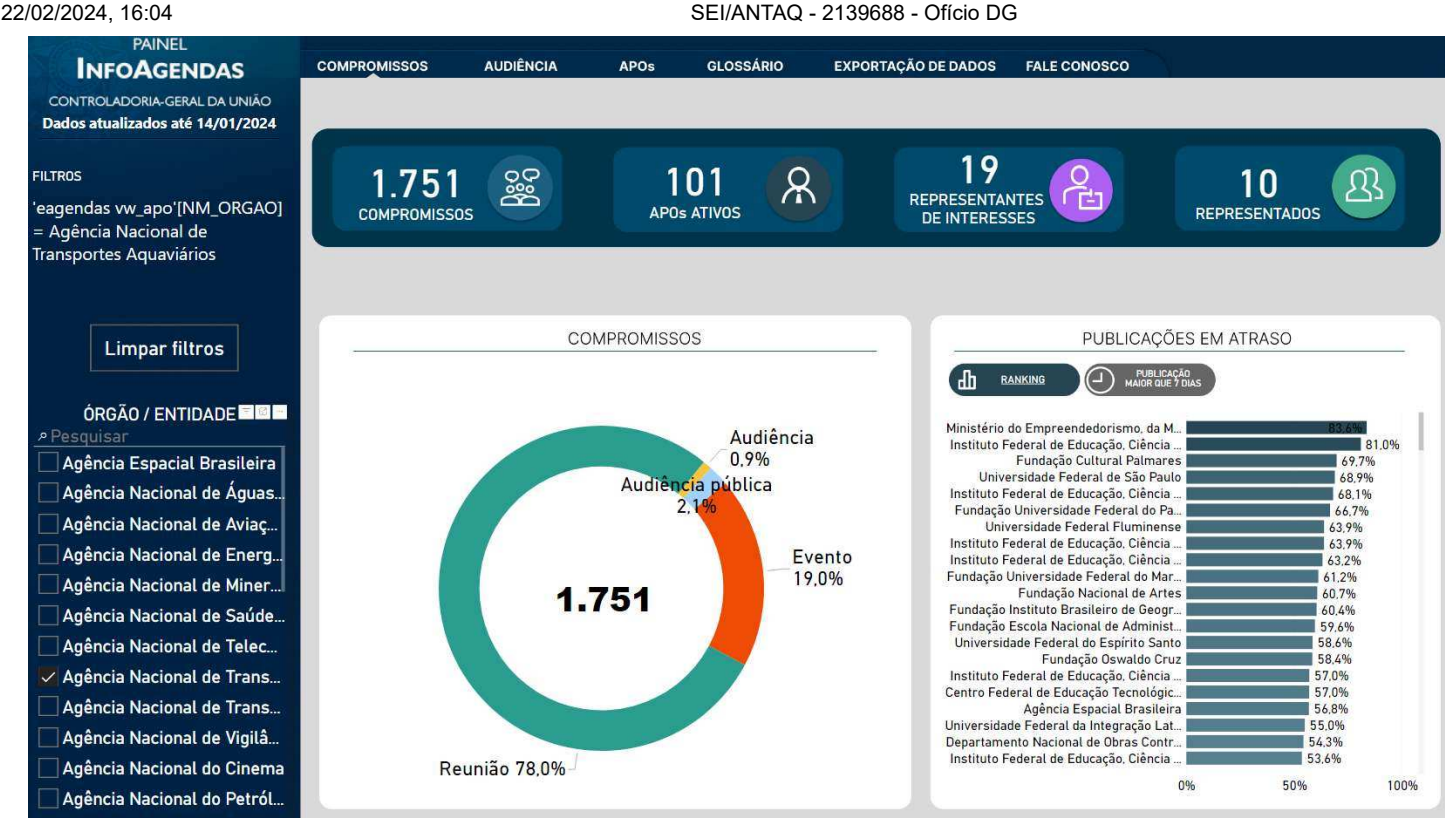 22/02/2024, 16:04
SEI/ANTAQ - 2139688 - Ofício DG
PAINEL
INFOAGENDAS
CONTROLADORIA-GERAL DA UNIÃO
Dados atualizados até 14/01/2024
COMPROMISSOS
AUDIÊNCIA
APOs
GLOSSÁRIO
EXPORTAÇÃO DE DADOS
FALE CONOSCO
FILTROS
'eagendas vw_apo'[NM_ORGAO]
= Agência Nacional de
Transportes Aquaviários
Limpar filtros
ÓRGÃO / ENTIDADE
Pesquisar
Agência Espacial Brasileira
Agência Nacional de Águas...
Agência Nacional de Aviaç...
Agência Nacional de Energ...
Agência Nacional de Miner...
Agência Nacional de Saúde...
Agência Nacional de Telec...
Agência Nacional de Trans...
Agência Nacional de Trans...
Agência Nacional de Vigilâ...
Agência Nacional do Cinema
Agência Nacional do Petról...
1.751
COMPROMISSOS
101
APOs ATIVOS
19
REPRESENTANTES
DE INTERESSES
10
REPRESENTADOS
COMPROMISSOS
Audiência
0,9%
Audiência pública
2,1%
Evento
19,0%
1.751
Reunião 78,0%
PUBLICAÇÕES EM ATRASO
RANKING
PUBLICAÇÃO
MAIOR QUE 7 DIAS
Ministério do Empreendedorismo, da M... 83,6%
Instituto Federal de Educação, Ciência ... 81,0%
Fundação Cultural Palmares 69,7%
Universidade Federal de São Paulo 68,9%
Instituto Federal de Educação, Ciência ... 68,1%
Fundação Universidade Federal do Pa... 66,7%
Universidade Federal Fluminense 63,9%
Instituto Federal de Educação, Ciência ... 63,9%
Instituto Federal de Educação, Ciência ... 63,2%
Fundação Universidade Federal do Mar... 61,2%
Fundação Nacional de Artes 60,7%
Fundação Instituto Brasileiro de Geogr... 60,4%
Fundação Escola Nacional de Administ... 59,6%
Universidade Federal do Espírito Santo 58,6%
Fundação Oswaldo Cruz 58,4%
Instituto Federal de Educação, Ciência ... 57,0%
Centro Federal de Educação Tecnológic... 57,0%
Agência Espacial Brasileira 56,8%
Universidade Federal da Integração Lat... 55,0%
Departamento Nacional de Obras Contr... 54,3%
Instituto Federal de Educação, Ciência ... 53,6%
0% 50% 100%